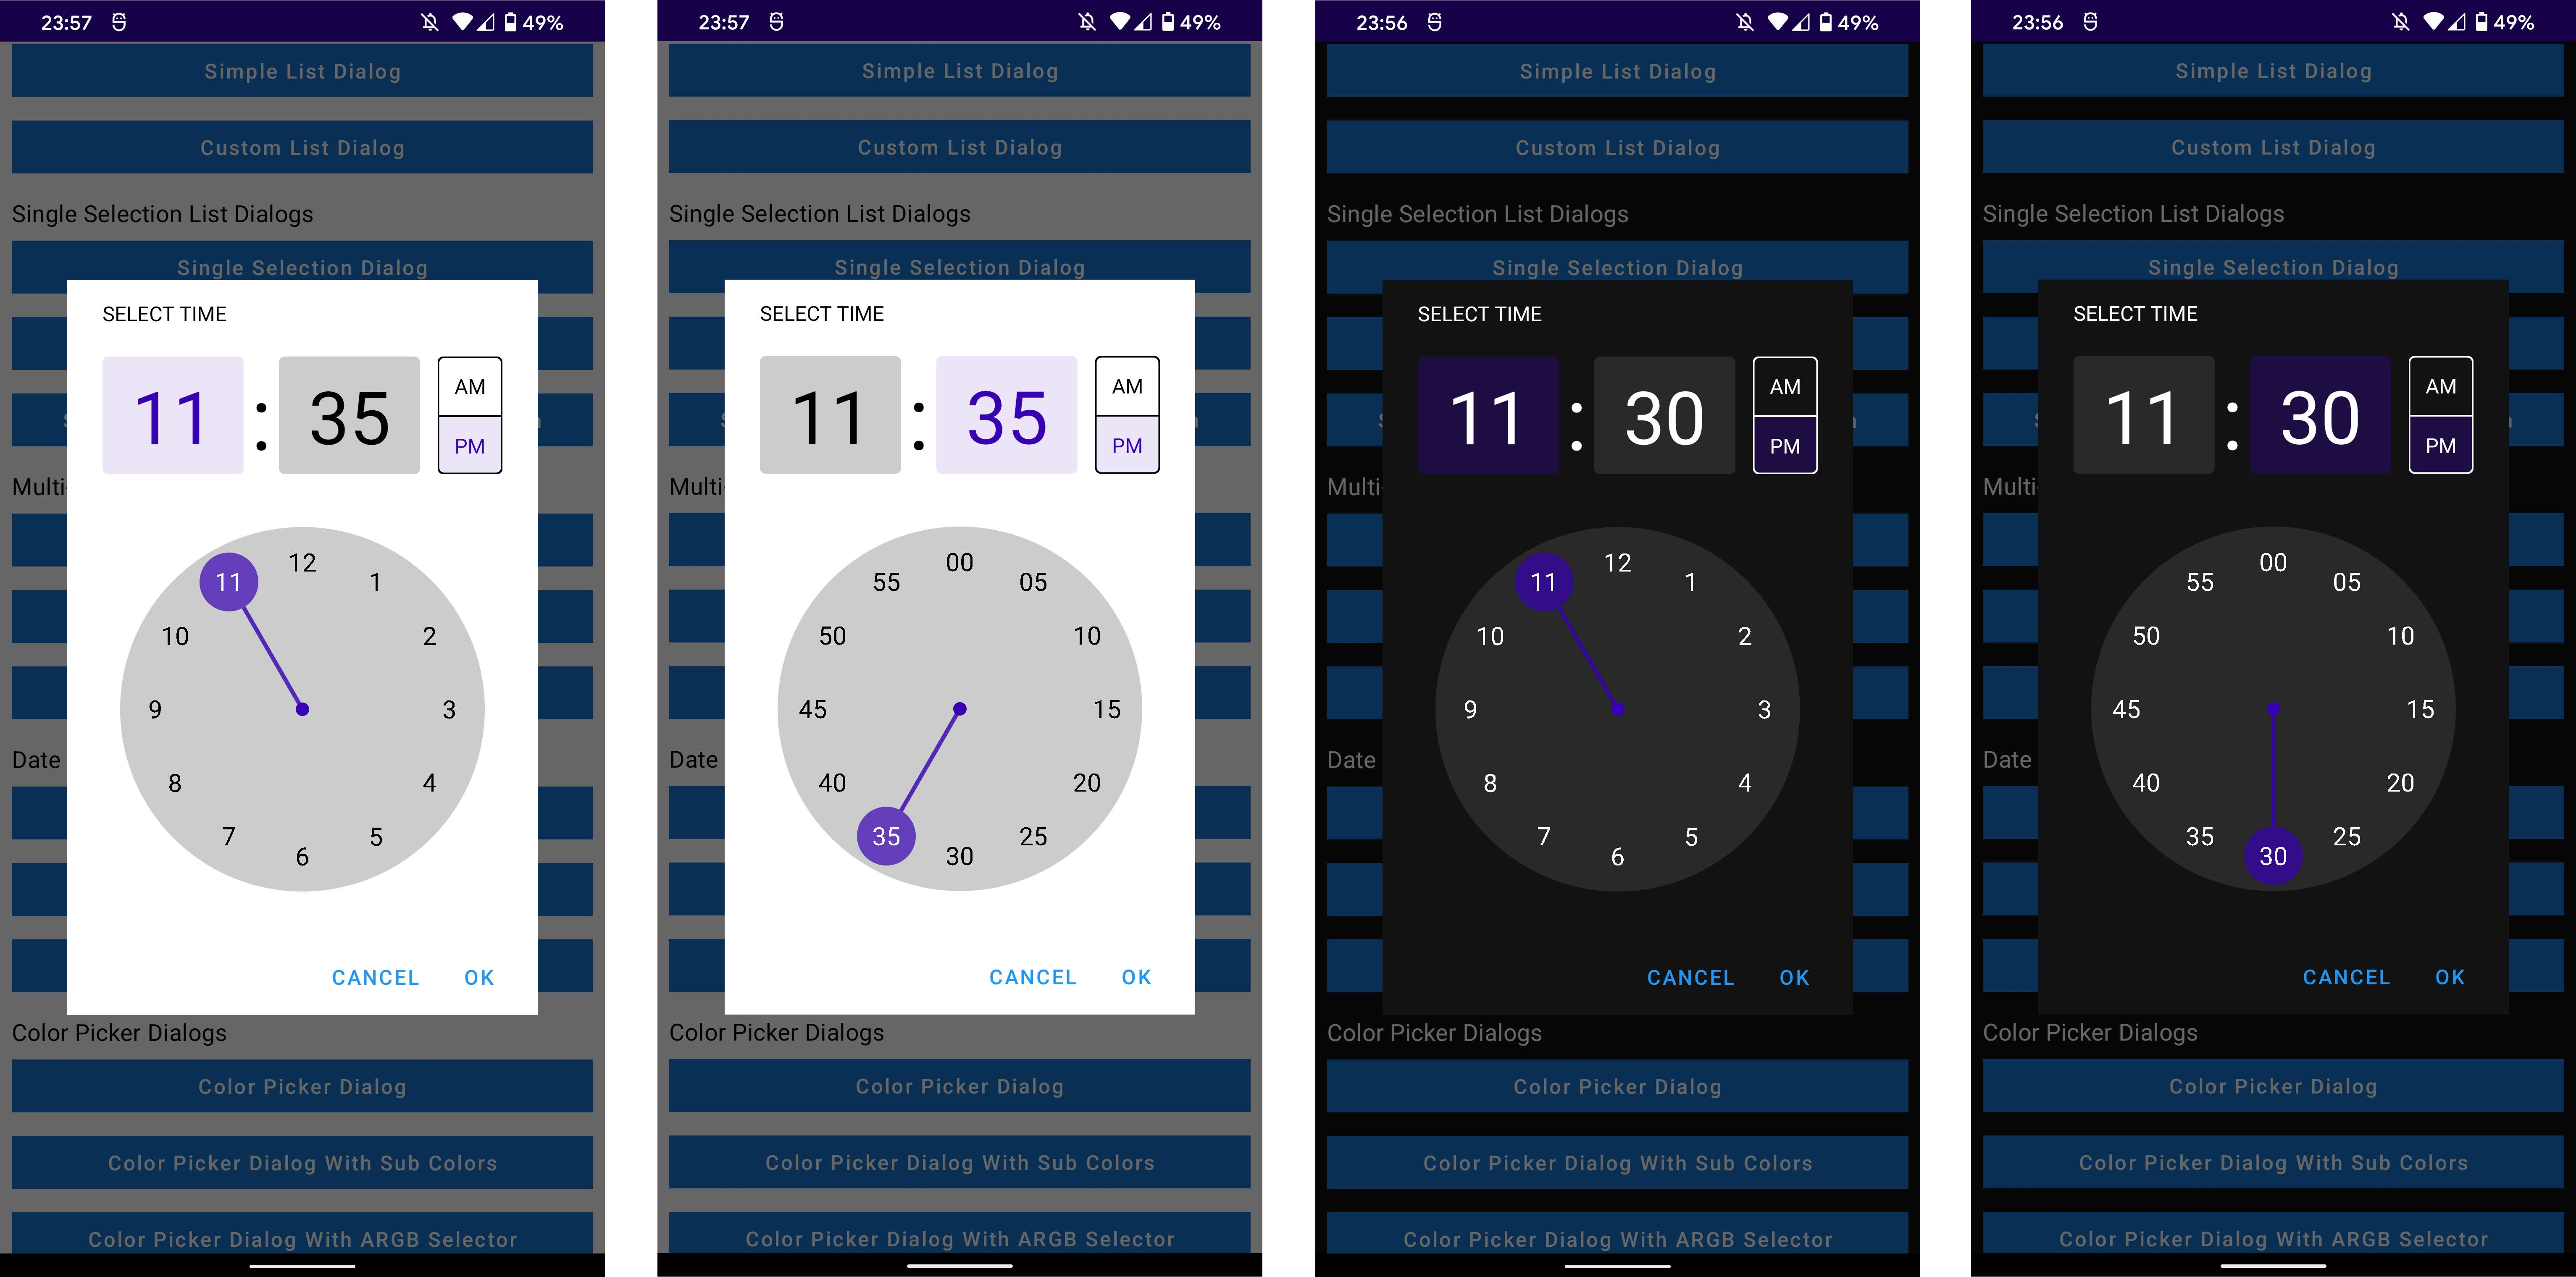 23:57 49%
Simple List Dialog
Custom List Dialog
Single Selection List Dialogs
Single Selection Dialog
SELECT TIME
11 : 35 AM PM
Multi-
12
11 1
10 2
9 3
8 4
7 5
6
Date
CANCEL OK
Color Picker Dialogs
Color Picker Dialog
Color Picker Dialog With Sub Colors
Color Picker Dialog With ARGB Selector
23:57 49%
Simple List Dialog
Custom List Dialog
Single Selection List Dialogs
Single Selection Dialog
SELECT TIME
11 : 35 AM PM
Multi-
00
55 05
50 10
45 15
40 20
35 25
30
Date
CANCEL OK
Color Picker Dialogs
Color Picker Dialog
Color Picker Dialog With Sub Colors
Color Picker Dialog With ARGB Selector
23:56 49%
Simple List Dialog
Custom List Dialog
Single Selection List Dialogs
Single Selection Dialog
SELECT TIME
11 : 30 AM PM
Multi-
12
11 1
10 2
9 3
8 4
7 5
6
Date
CANCEL OK
Color Picker Dialogs
Color Picker Dialog
Color Picker Dialog With Sub Colors
Color Picker Dialog With ARGB Selector
23:56 49%
Simple List Dialog
Custom List Dialog
Single Selection List Dialogs
Single Selection Dialog
SELECT TIME
11 : 30 AM PM
Multi-
00
55 05
50 10
45 15
40 20
35 25
30
Date
CANCEL OK
Color Picker Dialogs
Color Picker Dialog
Color Picker Dialog With Sub Colors
Color Picker Dialog With ARGB Selector